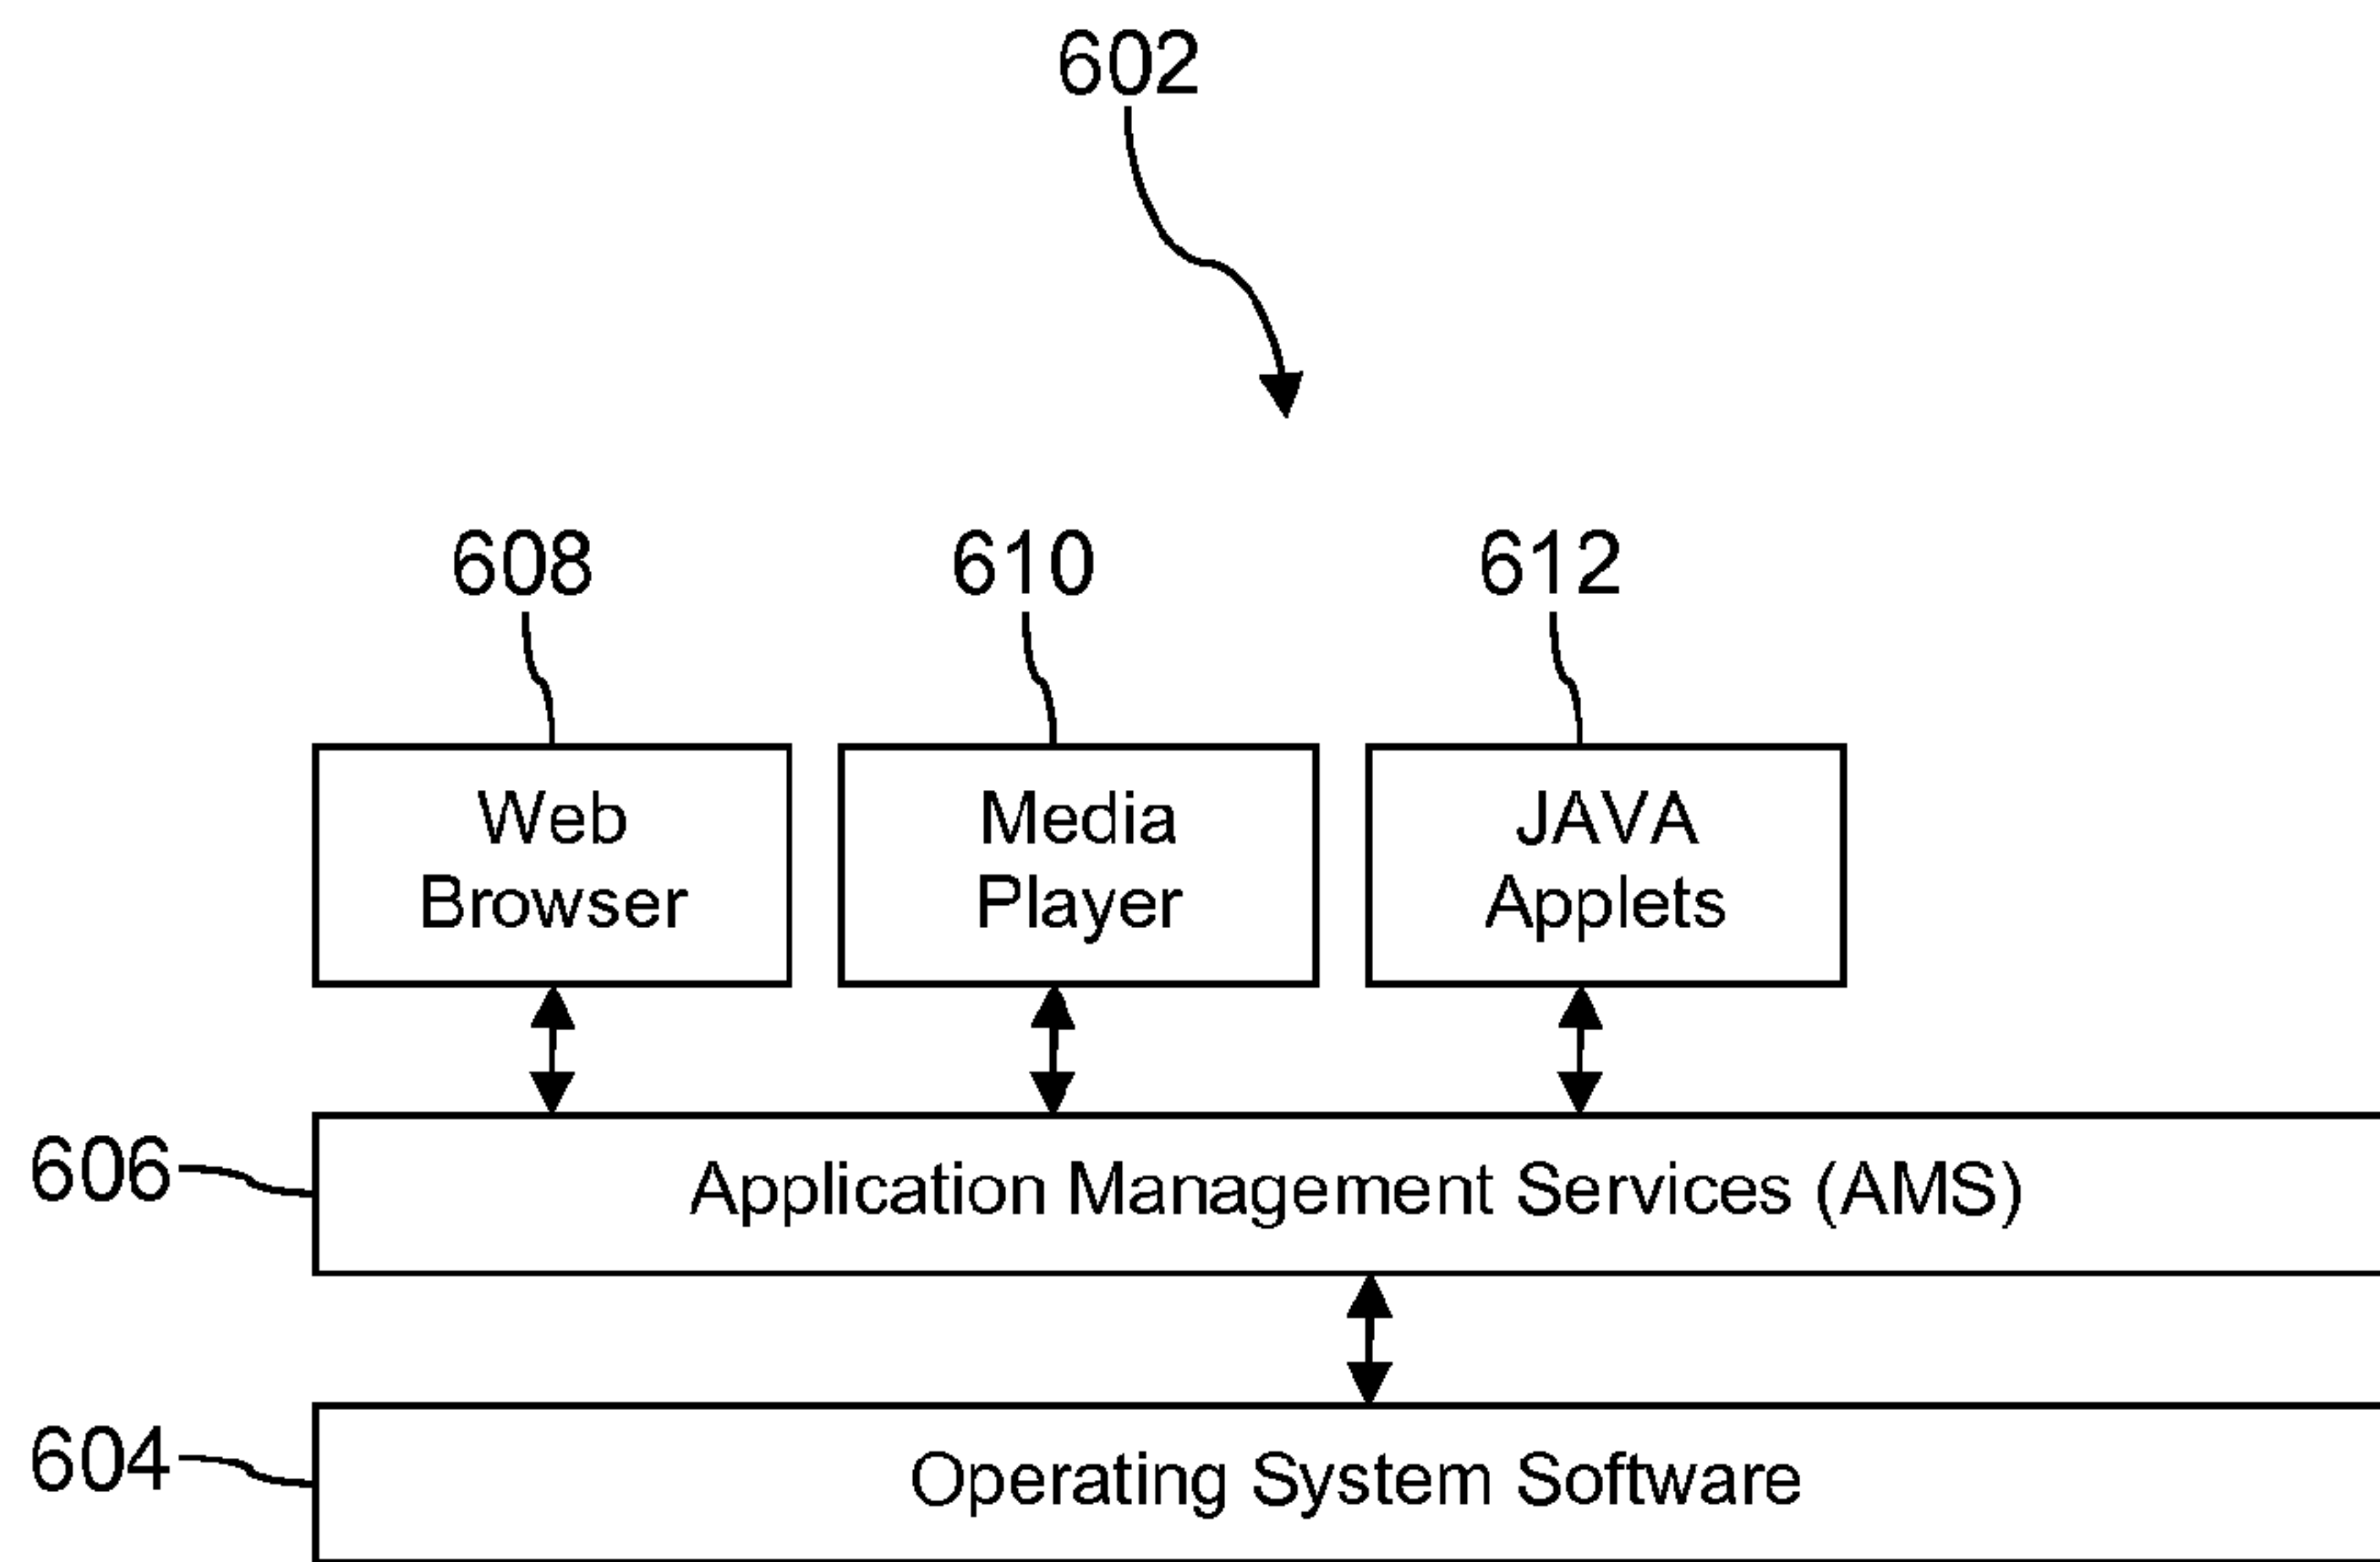 602
608 610 612
Web
Browser
Media
Player
JAVA
Applets
606
Application Management Services (AMS)
604
Operating System Software